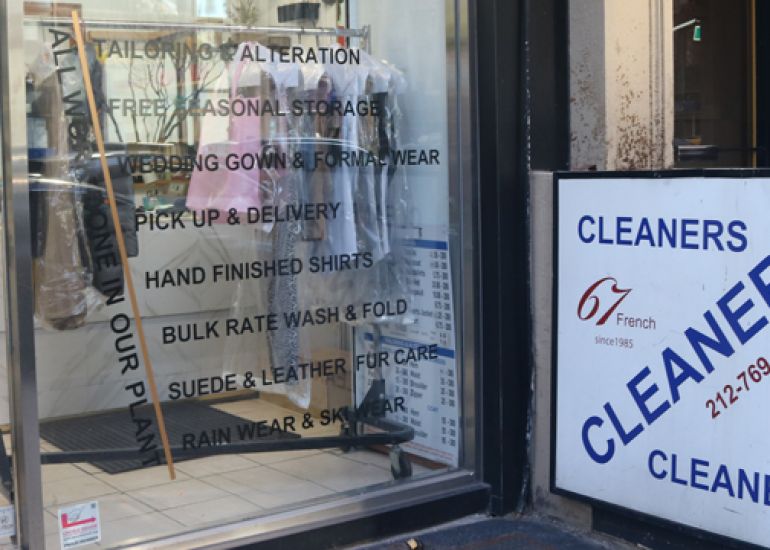 TAILORING & ALTERATION
FREE SEASONAL STORAGE
WEDDING GOWN & FORMAL WEAR
PICK UP & DELIVERY
HAND FINISHED SHIRTS
BULK RATE WASH & FOLD
SUEDE & LEATHER FUR CARE
RAIN WEAR & SKI WEAR
ALL WORK DONE IN OUR PLANT
CLEANERS
67 French
since1985
CLEANER
212-769
CLEANE